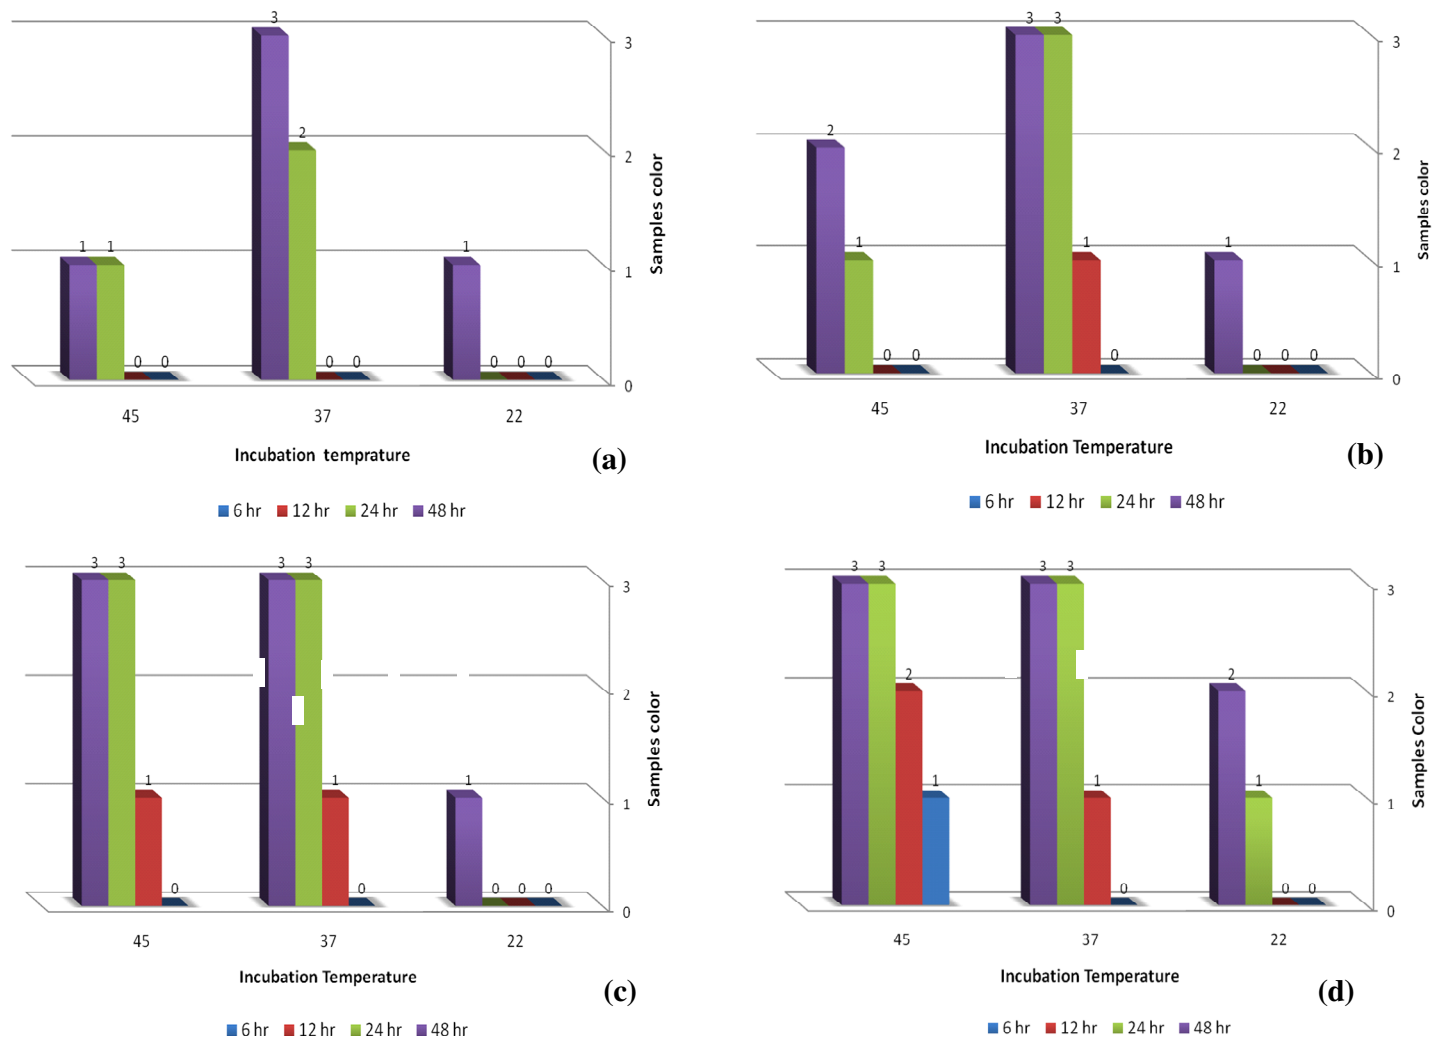 3
3
2
2
1 1
1
1
Samples color
0 0
0 0
0 0 0
0
45 37 22
Incubation temprature
(a)
6 hr 12 hr 24 hr 48 hr
3 3
3
2
2
1
1
1
1
Samples color
0 0
0
0 0 0
0
45 37 22
Incubation Temperature
(b)
6 hr 12 hr 24 hr 48 hr
3 3
3 3
3
2
1
1
1
1
Samples color
0
0
0 0 0
0
45 37 22
Incubation Temperature
(c)
6 hr 12 hr 24 hr 48 hr
3 3
3 3
3
2
2
2
1
1
1
1
Samples Color
0
0 0
0
45 37 22
Incubation Temperature
(d)
6 hr 12 hr 24 hr 48 hr